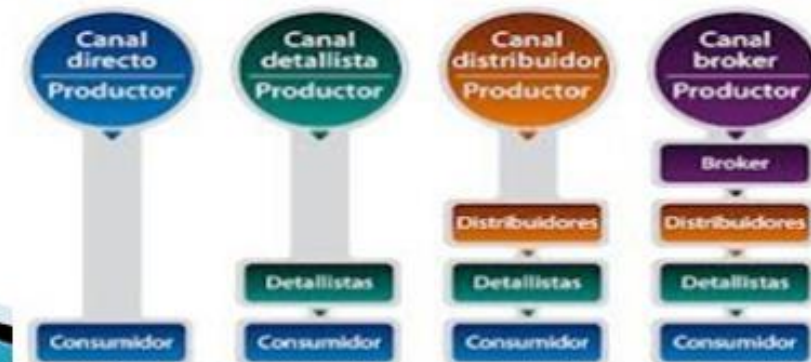 Canal
directo
Productor
Consumidor
Canal
detallista
Productor
Detallistas
Consumidor
Canal
distribuidor
Productor
Distribuidores
Detallistas
Consumidor
Canal
broker
Productor
Broker
Distribuidores
Detallistas
Consumidor